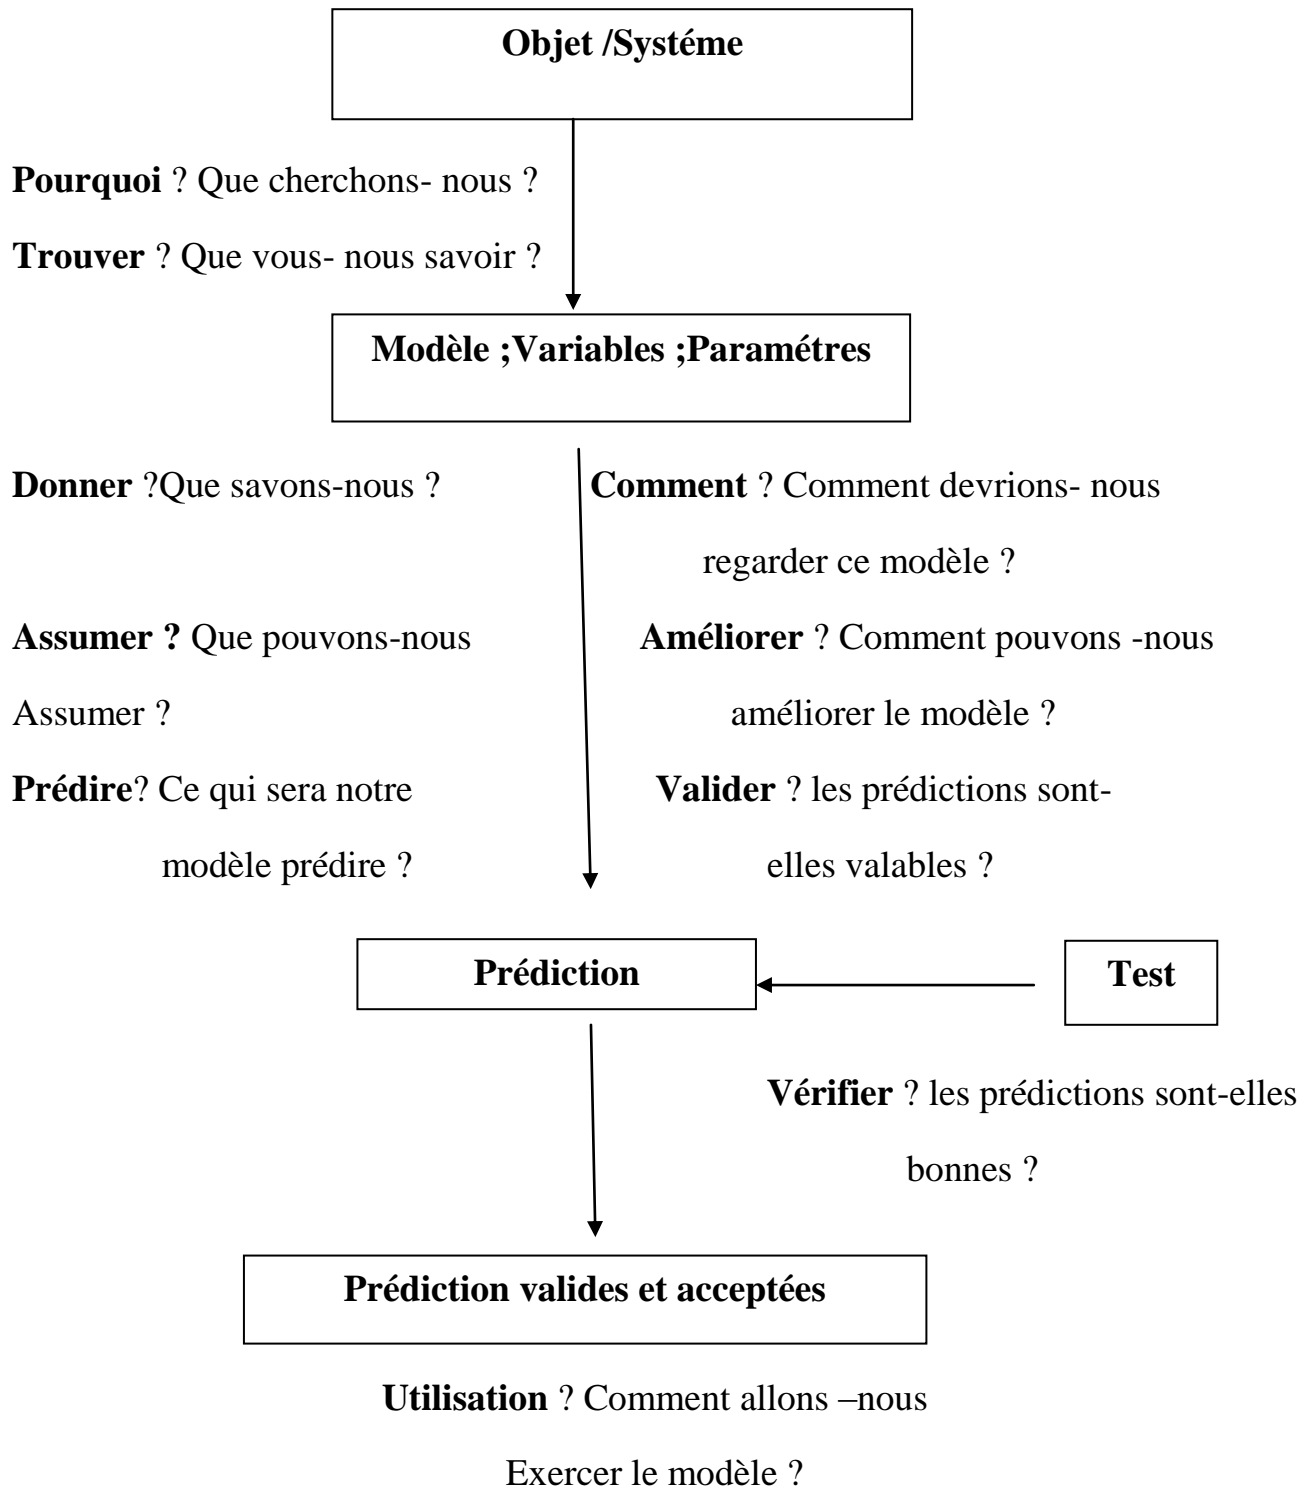 Objet /Systéme
Pourquoi ? Que cherchons- nous ?
Trouver ? Que vous- nous savoir ?
Modèle ;Variables ;Paramétres
Donner ?Que savons-nous ?
Comment ? Comment devrions- nous
regarder ce modèle ?
Assumer ? Que pouvons-nous
Assumer ?
Améliorer ? Comment pouvons -nous
améliorer le modèle ?
Prédire? Ce qui sera notre
modèle prédire ?
Valider ? les prédictions sont-
elles valables ?
Prédiction
Test
Vérifier ? les prédictions sont-elles
bonnes ?
Prédiction valides et acceptées
Utilisation ? Comment allons –nous
Exercer le modèle ?